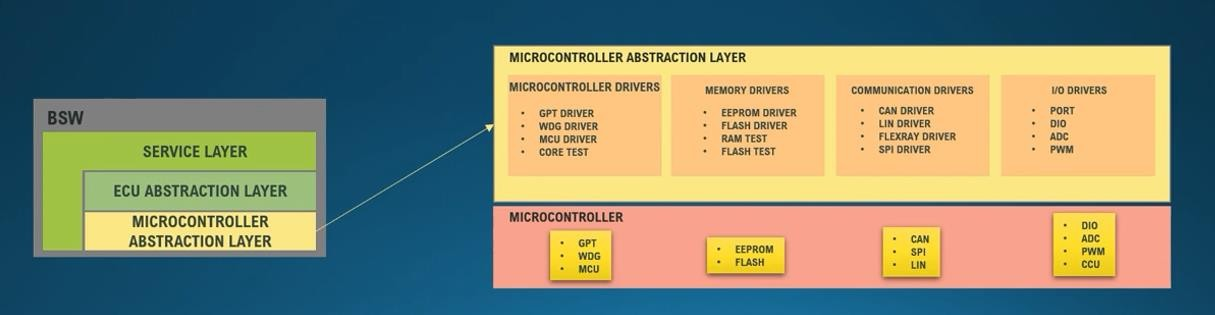 BSW
SERVICE LAYER
ECU ABSTRACTION LAYER
MICROCONTROLLER
ABSTRACTION LAYER
MICROCONTROLLER ABSTRACTION LAYER
MICROCONTROLLER DRIVERS
• GPT DRIVER
• WDG DRIVER
• MCU DRIVER
• CORE TEST
MEMORY DRIVERS
• EEPROM DRIVER
• FLASH DRIVER
• RAM TEST
• FLASH TEST
COMMUNICATION DRIVERS
• CAN DRIVER
• LIN DRIVER
• FLEXRAY DRIVER
• SPI DRIVER
I/O DRIVERS
• PORT
• DIO
• ADC
• PWM
MICROCONTROLLER
• GPT
• WDG
• MCU
• EEPROM
• FLASH
• CAN
• SPI
• LIN
• DIO
• ADC
• PWM
• CCU